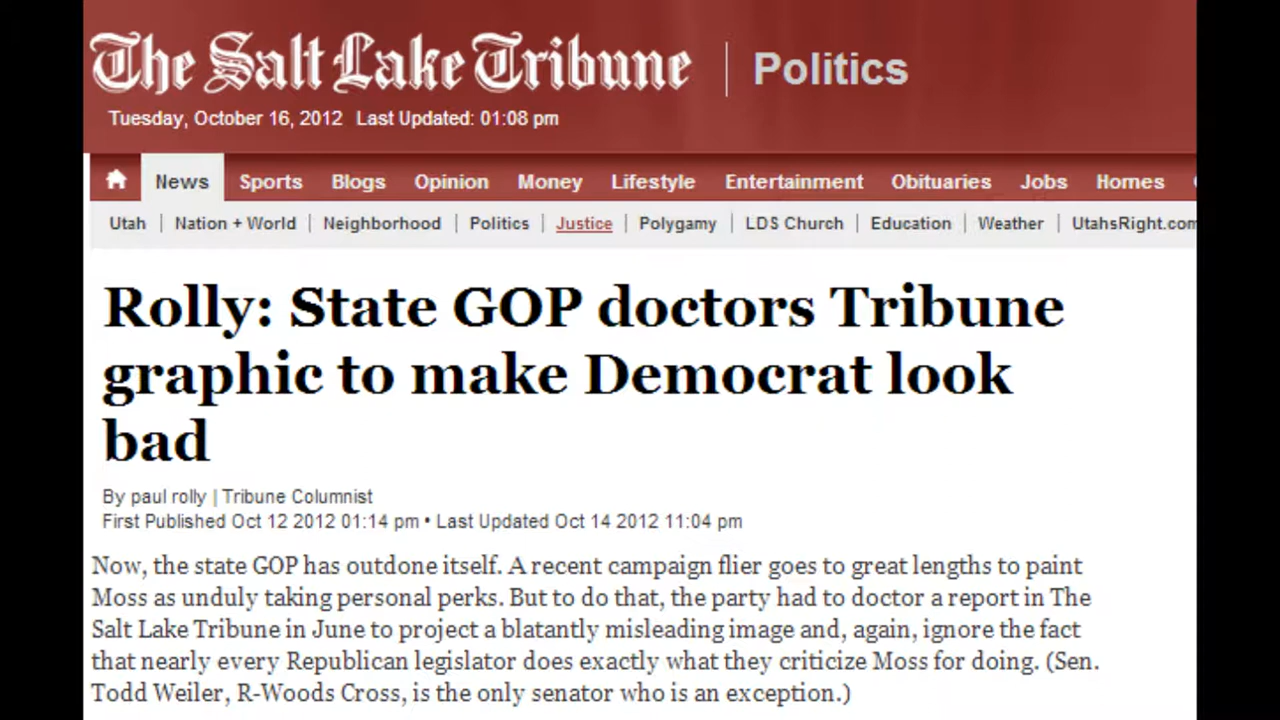 The Salt Lake Tribune | Politics
Tuesday, October 16, 2012 Last Updated: 01:08 pm
News Sports Blogs Opinion Money Lifestyle Entertainment Obituaries Jobs Homes
Utah | Nation + World | Neighborhood | Politics | Justice | Polygamy | LDS Church | Education | Weather | UtahsRight.com
Rolly: State GOP doctors Tribune
graphic to make Democrat look
bad
By paul rolly | Tribune Columnist
First Published Oct 12 2012 01:14 pm • Last Updated Oct 14 2012 11:04 pm
Now, the state GOP has outdone itself. A recent campaign flier goes to great lengths to paint
Moss as unduly taking personal perks. But to do that, the party had to doctor a report in The
Salt Lake Tribune in June to project a blatantly misleading image and, again, ignore the fact
that nearly every Republican legislator does exactly what they criticize Moss for doing. (Sen.
Todd Weiler, R-Woods Cross, is the only senator who is an exception.)